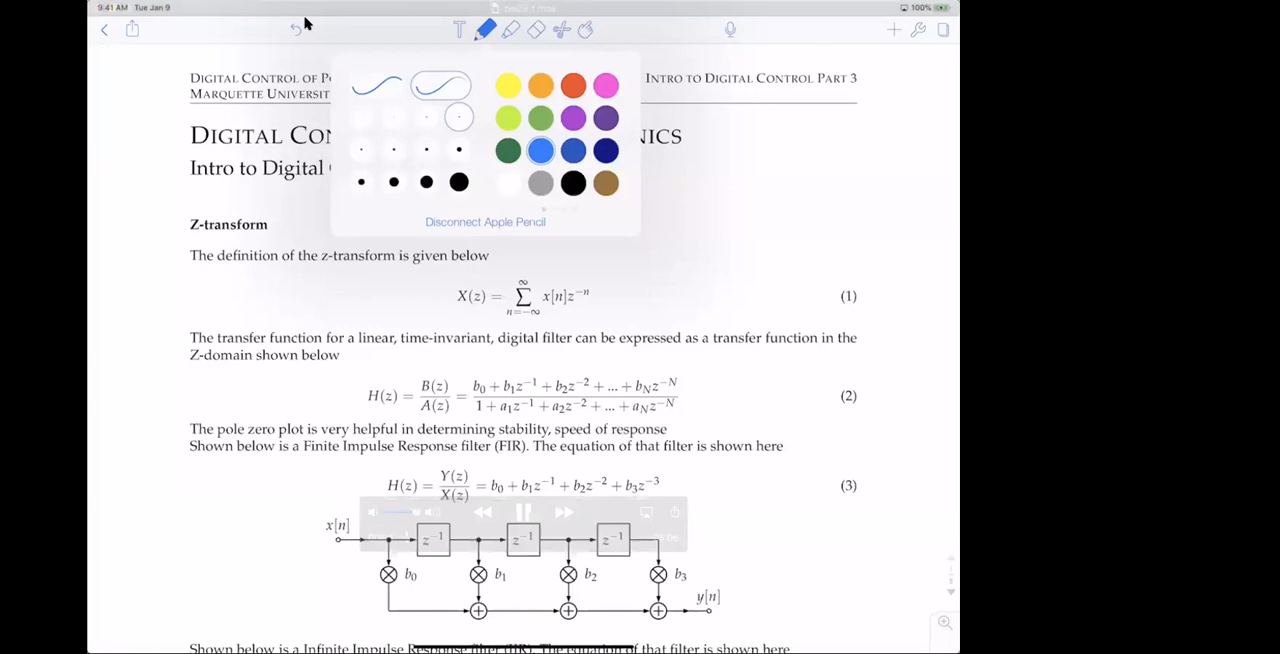 9:41 AM Tue Jan 9
100%
T
DIGITAL CONTROL OF P
INTRO TO DIGITAL CONTROL PART 3
MARQUETTE UNIVERSIT
DIGITAL CON
NICS
Intro to Digital
Disconnect Apple Pencil
Z-transform
The definition of the z-transform is given below
X(z) = ∑_{n=−∞}^{∞} x[n]z⁻ⁿ (1)
The transfer function for a linear, time-invariant, digital filter can be expressed as a transfer function in the
Z-domain shown below
H(z) = B(z)/A(z) = (b₀ + b₁z⁻¹ + b₂z⁻² + ... + b_N z^{−N})/(1 + a₁z⁻¹ + a₂z⁻² + ... + a_N z^{−N}) (2)
The pole zero plot is very helpful in determining stability, speed of response
Shown below is a Finite Impulse Response filter (FIR). The equation of that filter is shown here
H(z) = Y(z)/X(z) = b₀ + b₁z⁻¹ + b₂z⁻² + b₃z⁻³ (3)
x[n]
z⁻¹ z⁻¹ z⁻¹
b₀ b₁ b₂ b₃
y[n]
Shown below is a Infinite Impulse Response filter (IIR). The equation of that filter is shown here